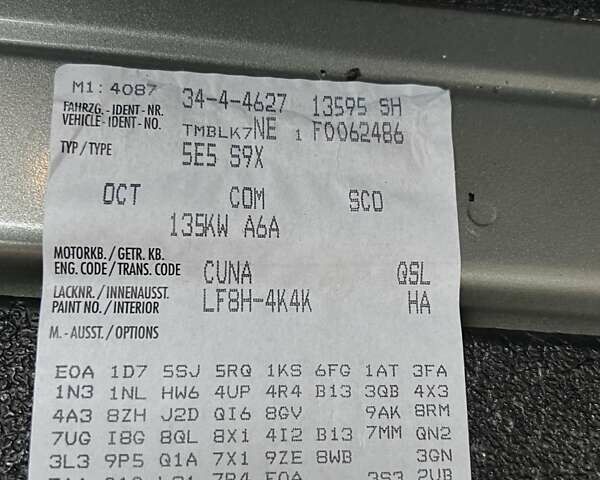 M1: 4087 34-4-4627 13595 SH
FAHRZG.-IDENT-NR.
VEHICLE-IDENT-NO. TMBLK7NE 1 F0062486
TYP/TYPE 5E5 S9X
OCT COM SCO
135KW A6A
MOTORKB./GETR. KB.
ENG. CODE/TRANS. CODE CUNA QSL
LACKNR./INNENAUSST.
PAINT NO./INTERIOR LF8H-4K4K HA
M.-AUSST./OPTIONS
E0A 1D7 5SJ 5RQ 1KS 6FG 1AT 3FA
1N3 1NL HW6 4UP 4R4 B13 3QB 4X3
4A3 8ZH J2D QI6 8GV 9AK 8RM
7UG I8G 8QL 8X1 4I2 B13 7MM QN2
3L3 9P5 Q1A 7X1 9ZE 8WB 3GN
3S3 2UB